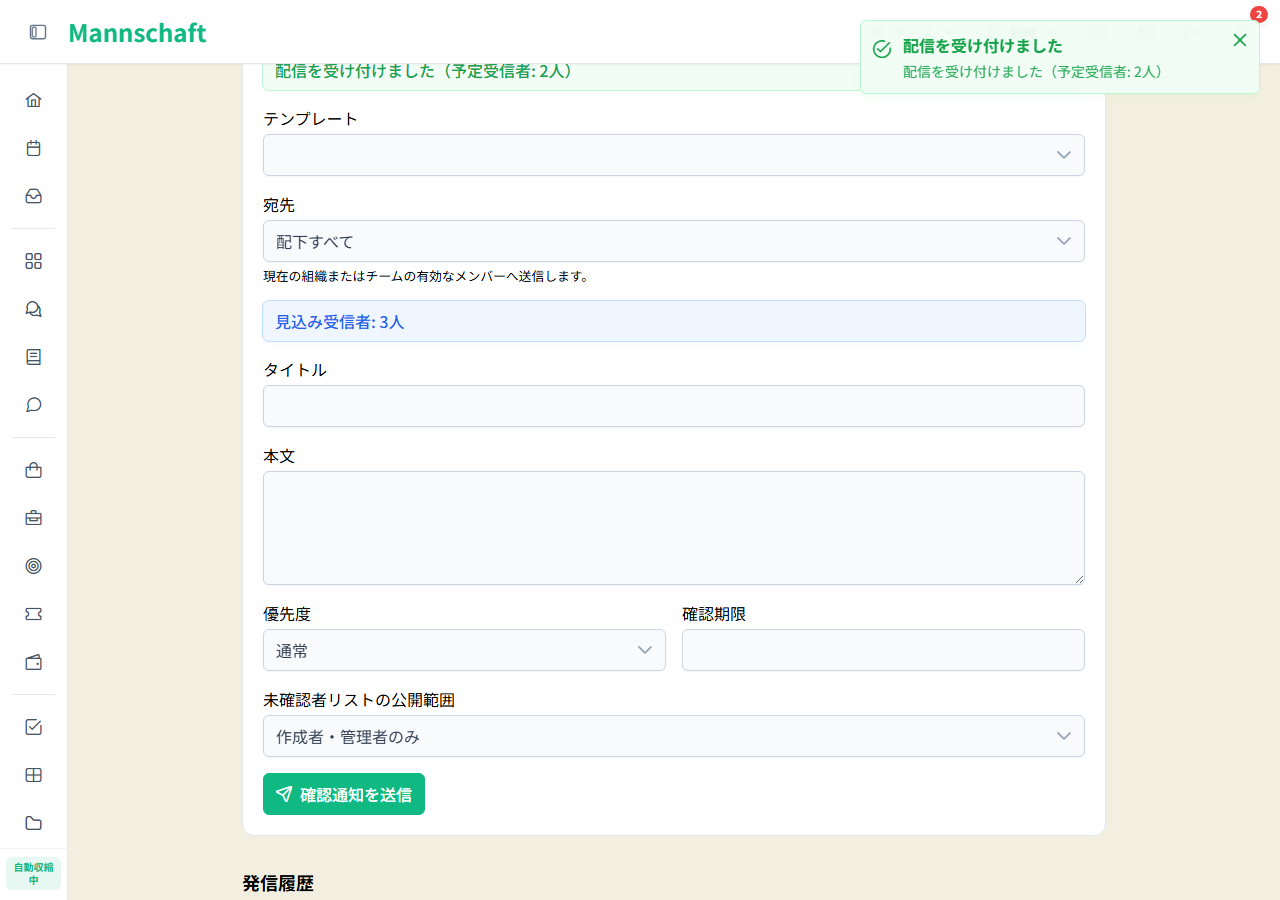 Mannschaft
2
配信を受け付けました
配信を受け付けました（予定受信者: 2人）
配信を受け付けました（予定受信者: 2人）
テンプレート
宛先
配下すべて
現在の組織またはチームの有効なメンバーへ送信します。
見込み受信者: 3人
タイトル
本文
優先度
確認期限
通常
未確認者リストの公開範囲
作成者・管理者のみ
確認通知を送信
発信履歴
自動収縮
中